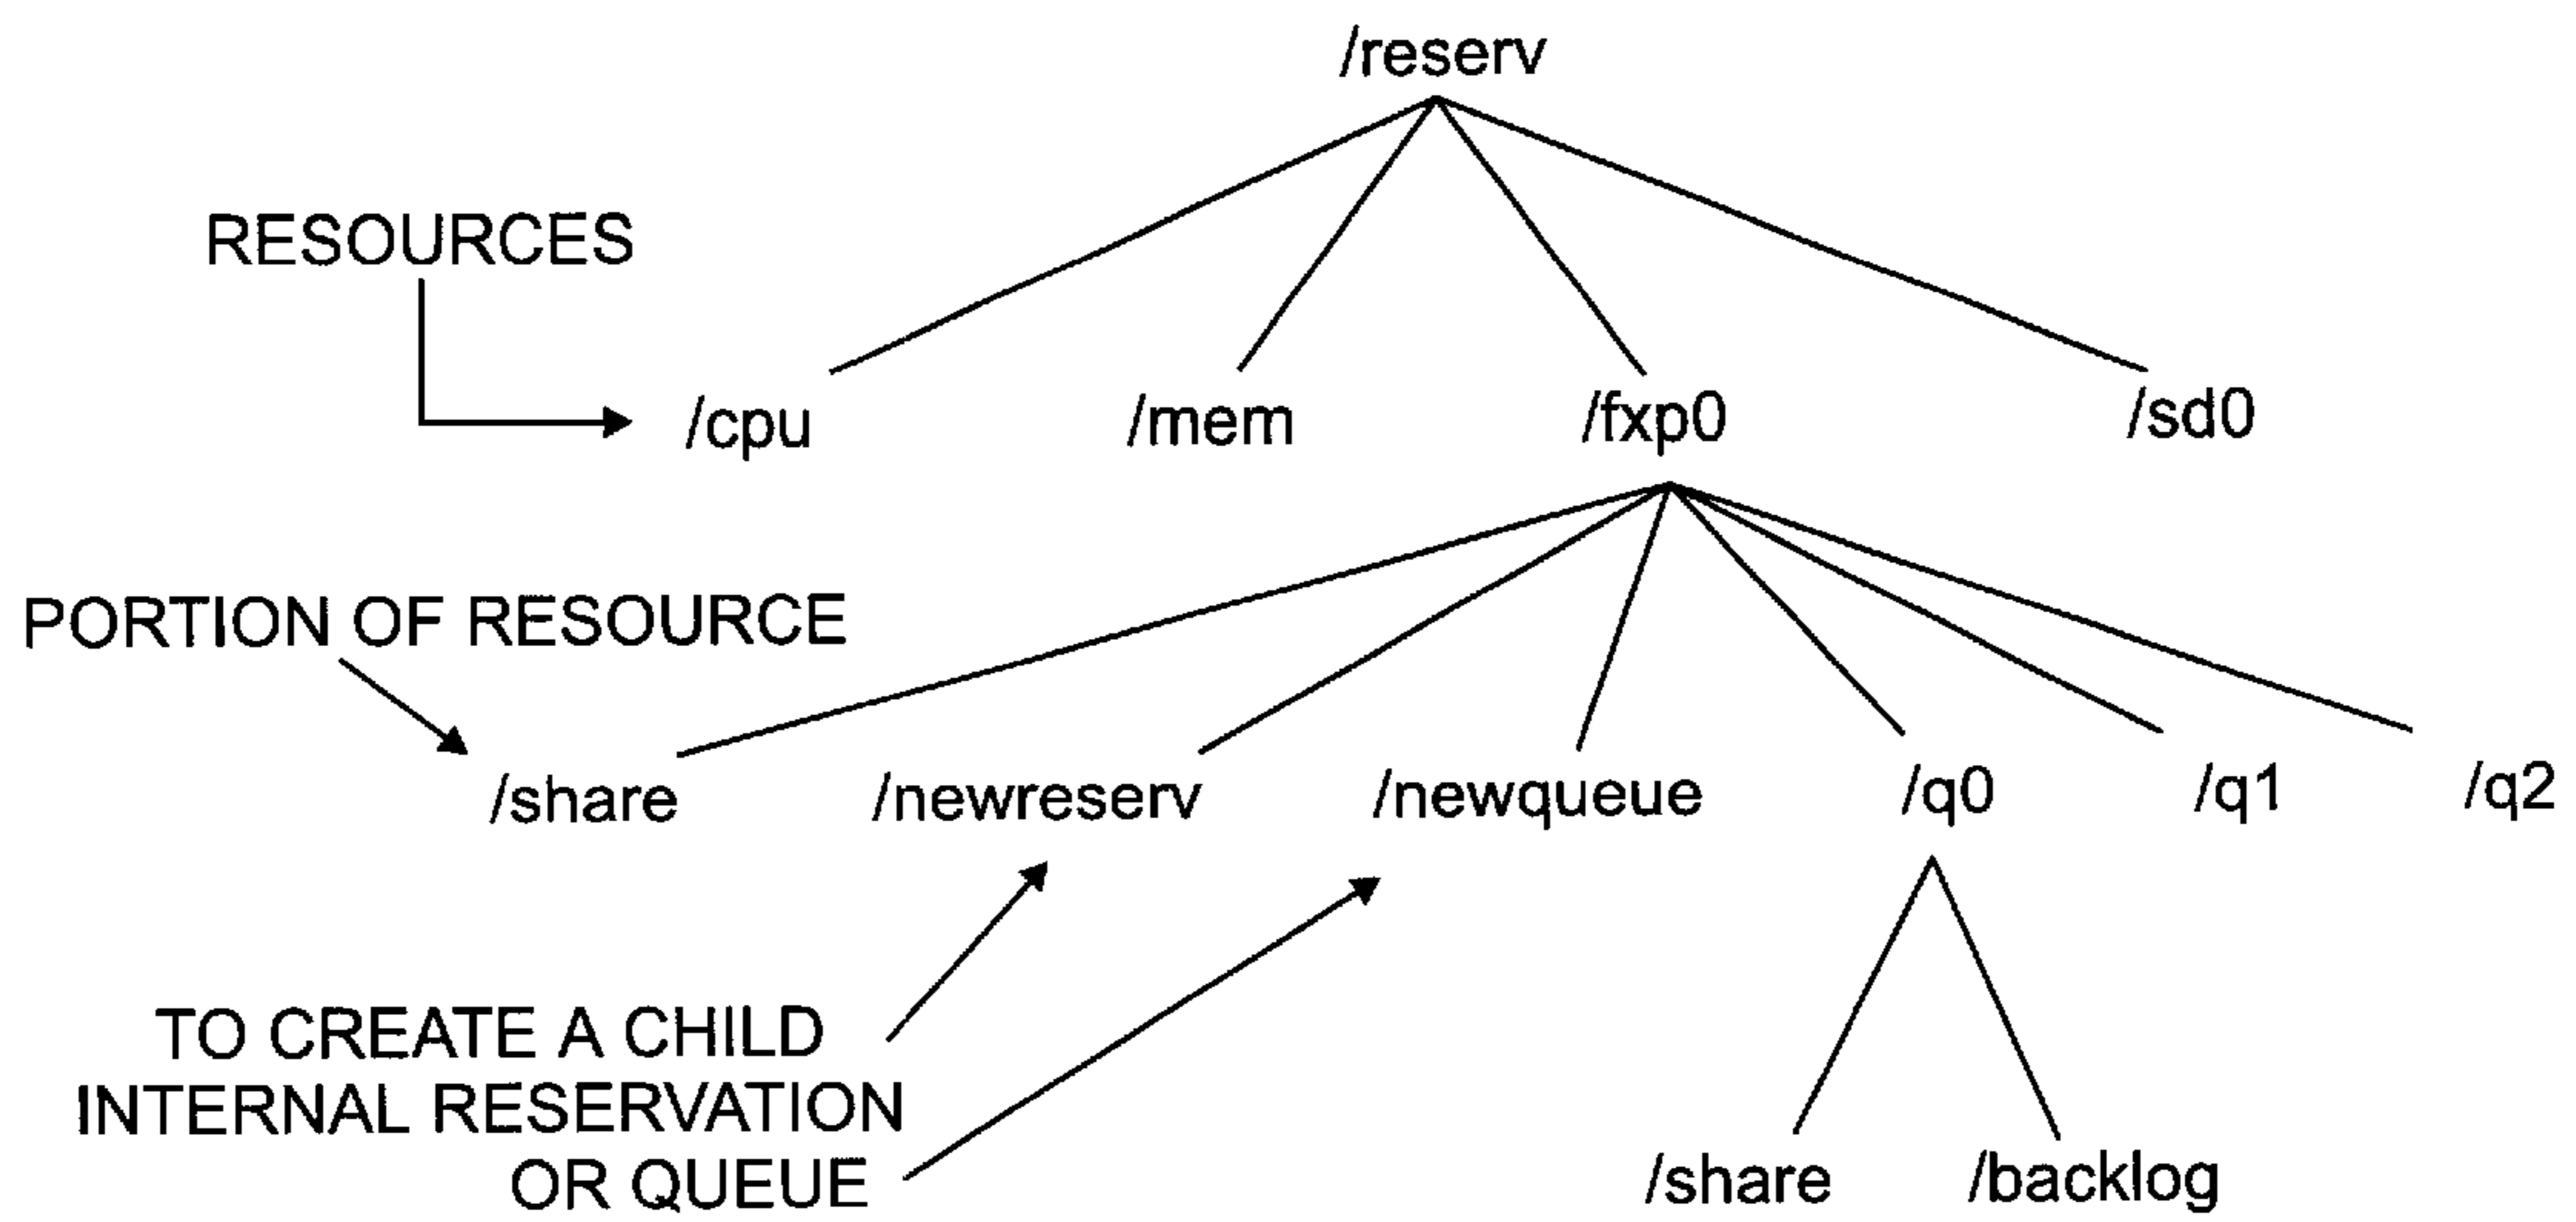 /reserv
RESOURCES
/cpu
/mem
/fxp0
/sd0
PORTION OF RESOURCE
/share
/newreserv
/newqueue
/q0
/q1
/q2
TO CREATE A CHILD
INTERNAL RESERVATION
OR QUEUE
/share
/backlog